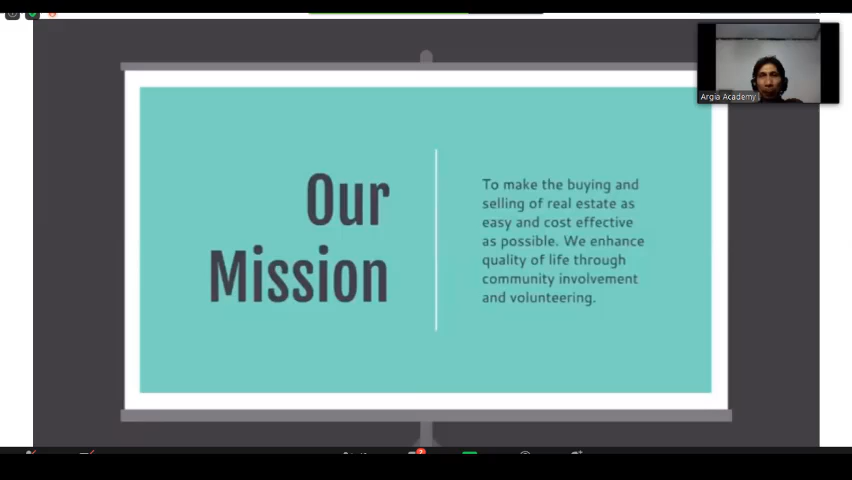 Argia Academy
Our
Mission
To make the buying and
selling of real estate as
easy and cost effective
as possible. We enhance
quality of life through
community involvement
and volunteering.